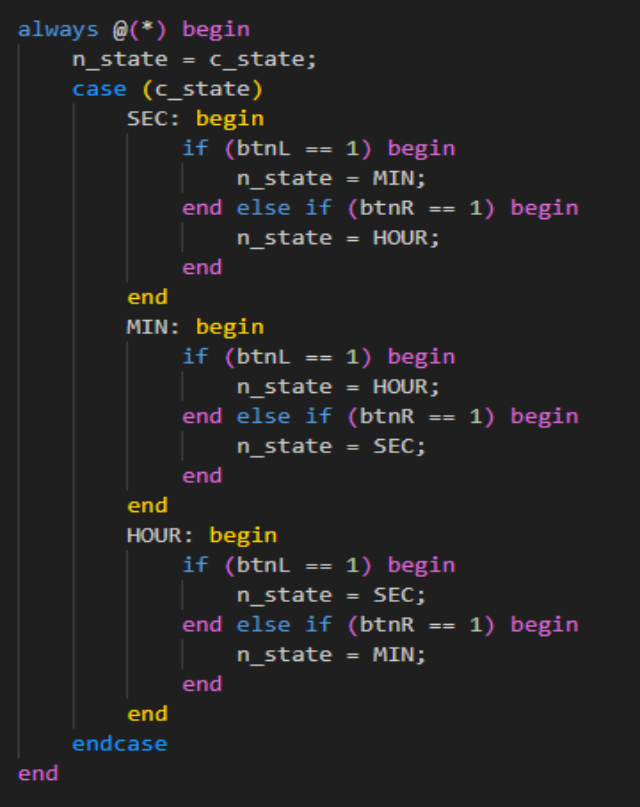 always @(*) begin
    n_state = c_state;
    case (c_state)
        SEC: begin
            if (btnL == 1) begin
                n_state = MIN;
            end else if (btnR == 1) begin
                n_state = HOUR;
            end
        end
        MIN: begin
            if (btnL == 1) begin
                n_state = HOUR;
            end else if (btnR == 1) begin
                n_state = SEC;
            end
        end
        HOUR: begin
            if (btnL == 1) begin
                n_state = SEC;
            end else if (btnR == 1) begin
                n_state = MIN;
            end
        end
    endcase
end